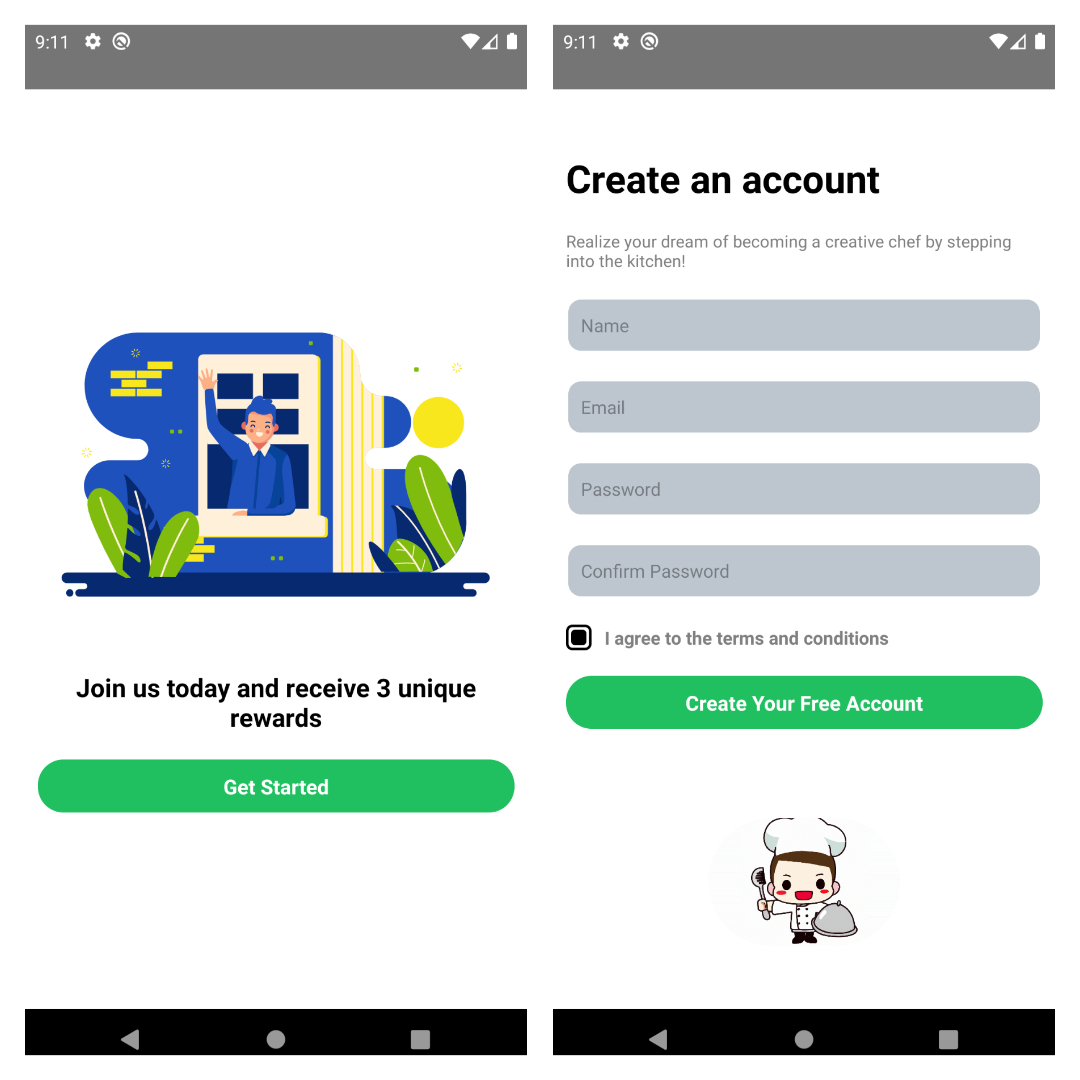 9:11
Join us today and receive 3 unique
rewards
Get Started
9:11
Create an account
Realize your dream of becoming a creative chef by stepping
into the kitchen!
Name
Email
Password
Confirm Password
I agree to the terms and conditions
Create Your Free Account